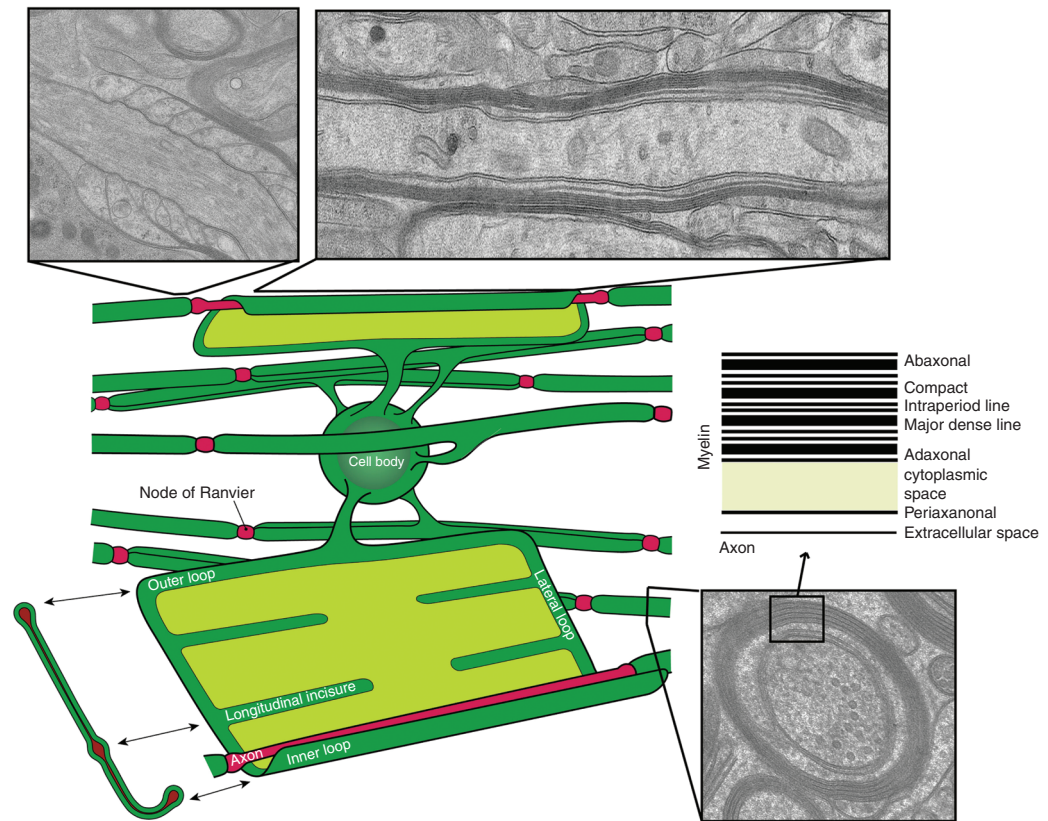 Cell body
Node of Ranvier
Outer loop
Lateral loop
Longitudinal incisure
Axon
Inner loop
Myelin
Abaxonal
Compact
Intraperiod line
Major dense line
Adaxonal
cytoplasmic
space
Periaxanonal
Extracellular space
Axon